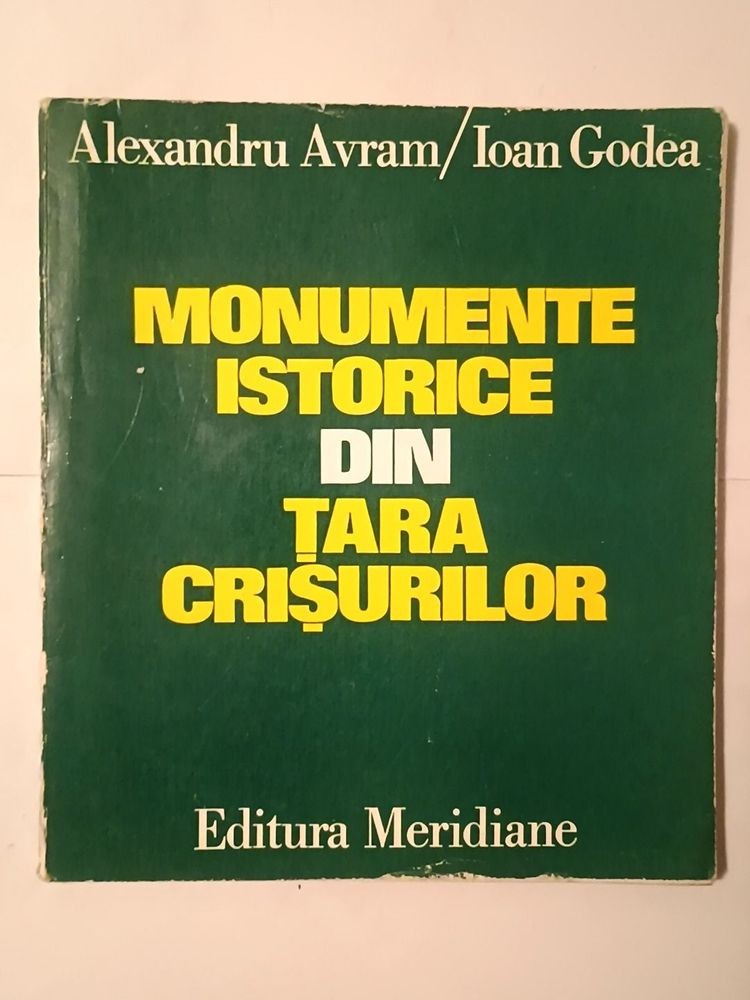 Alexandru Avram/Ioan Godea
MONUMENTE
ISTORICE
DIN
ȚARA
CRIȘURILOR
Editura Meridiane